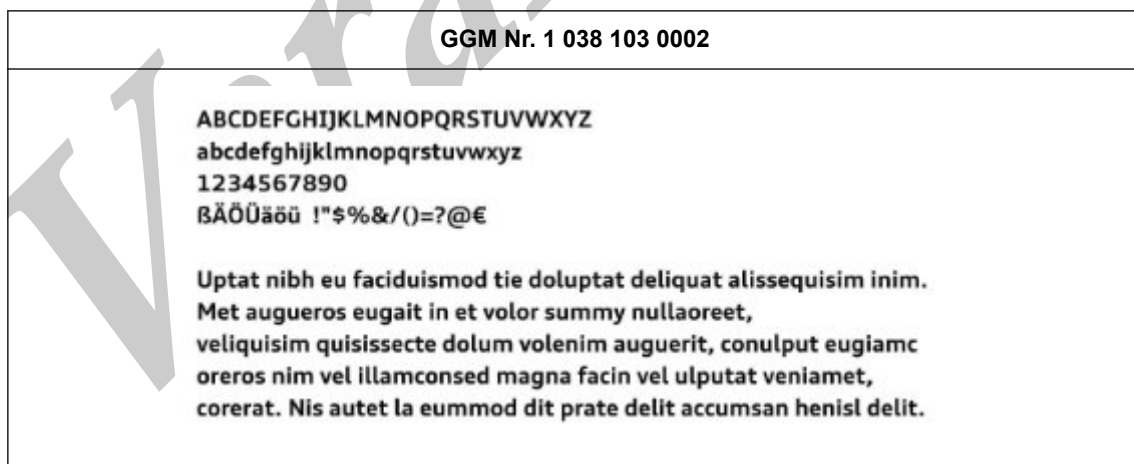 GGM Nr. 1 038 103 0002
ABCDEFGHIJKLMNOPQRSTUVWXYZ
abcdefghijklmnopqrstuvwxyz
1234567890
ßÄÖÜäöü !"$%&/()=?@€
Uptat nibh eu faciduismod tie doluptat deliquat alissequisim inim.
Met augueros eugait in et volor summy nullaoreet,
veliquisim quisissecte dolum volenim auguerit, conulput eugiamc
oreros nim vel illamconsed magna facin vel ulputat veniamet,
corerat. Nis autet la eummod dit prate delit accumsan henisl delit.